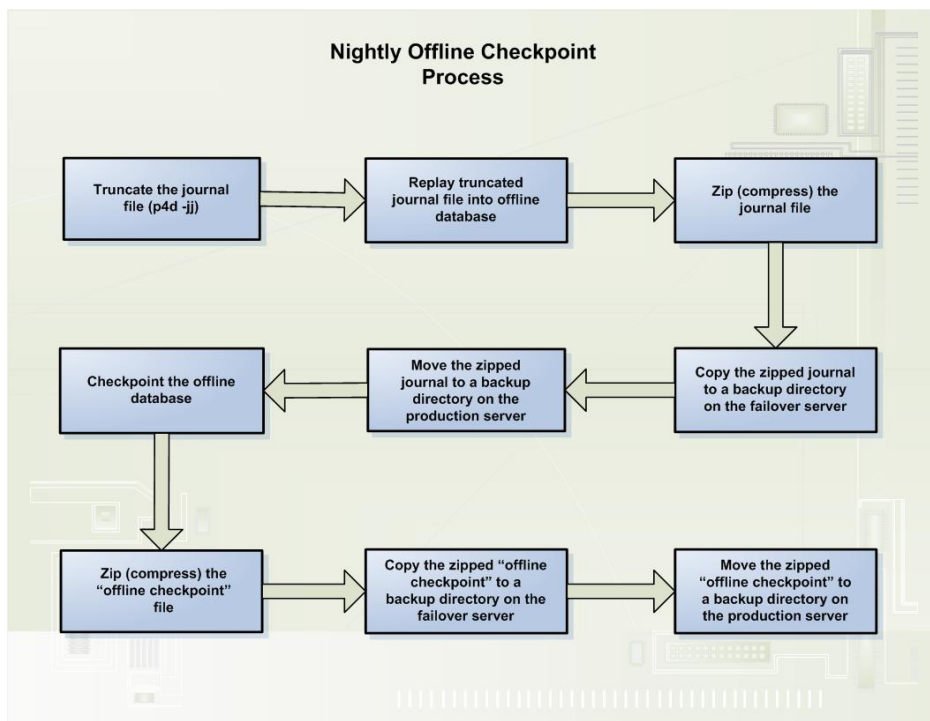 Nightly Offline Checkpoint
Process
Truncate the journal
file (p4d -jj)
Replay truncated
journal file into offline
database
Zip (compress) the
journal file
Copy the zipped journal
to a backup directory
on the failover server
Move the zipped
journal to a backup
directory on the
production server
Checkpoint the offline
database
Zip (compress) the
“offline checkpoint”
file
Copy the zipped “offline
checkpoint” to a
backup directory on the
failover server
Move the zipped
“offline checkpoint” to
a backup directory on
the production server